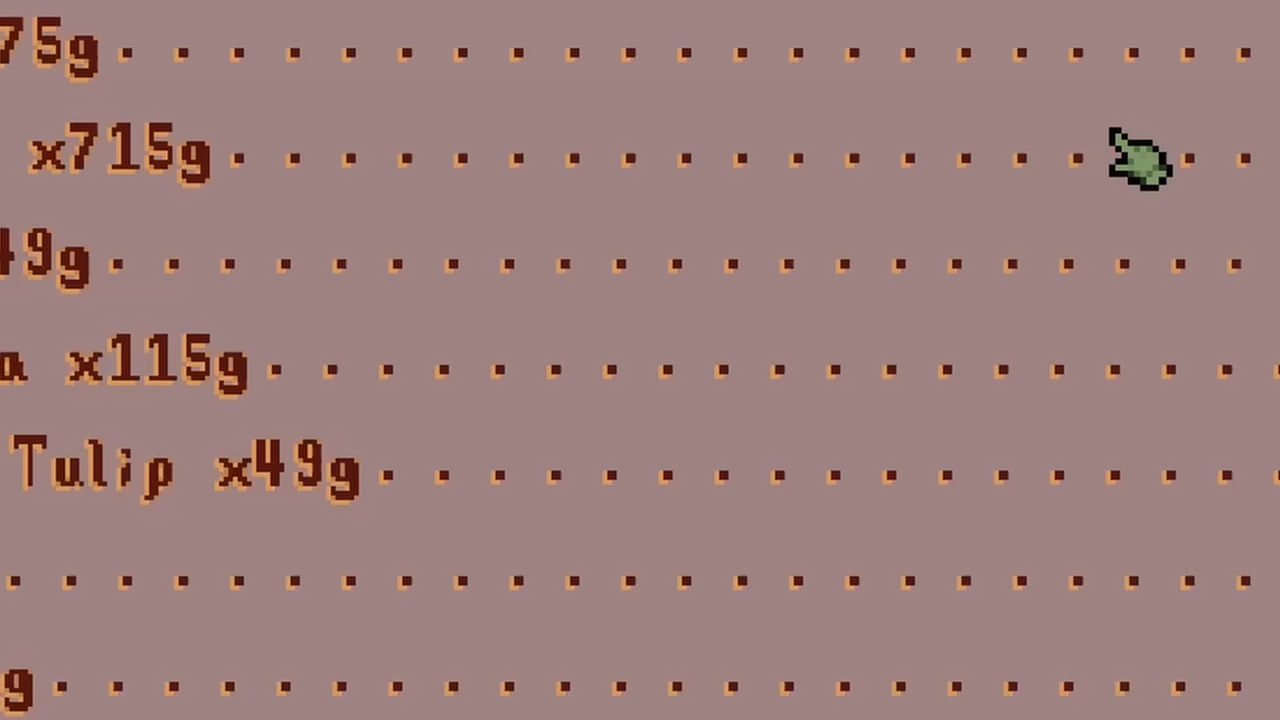 75g . . . . . . . . . . . . . . . . . . . . .
x715g . . . . . . . . . . . . . . . . . .
49g . . . . . . . . . . . . . . . . . . . . .
a x115g . . . . . . . . . . . . . . . . . . .
Tulip x49g . . . . . . . . . . . . . . . . .
. . . . . . . . . . . . . . . . . . . . . . .
g . . . . . . . . . . . . . . . . . . . . . .